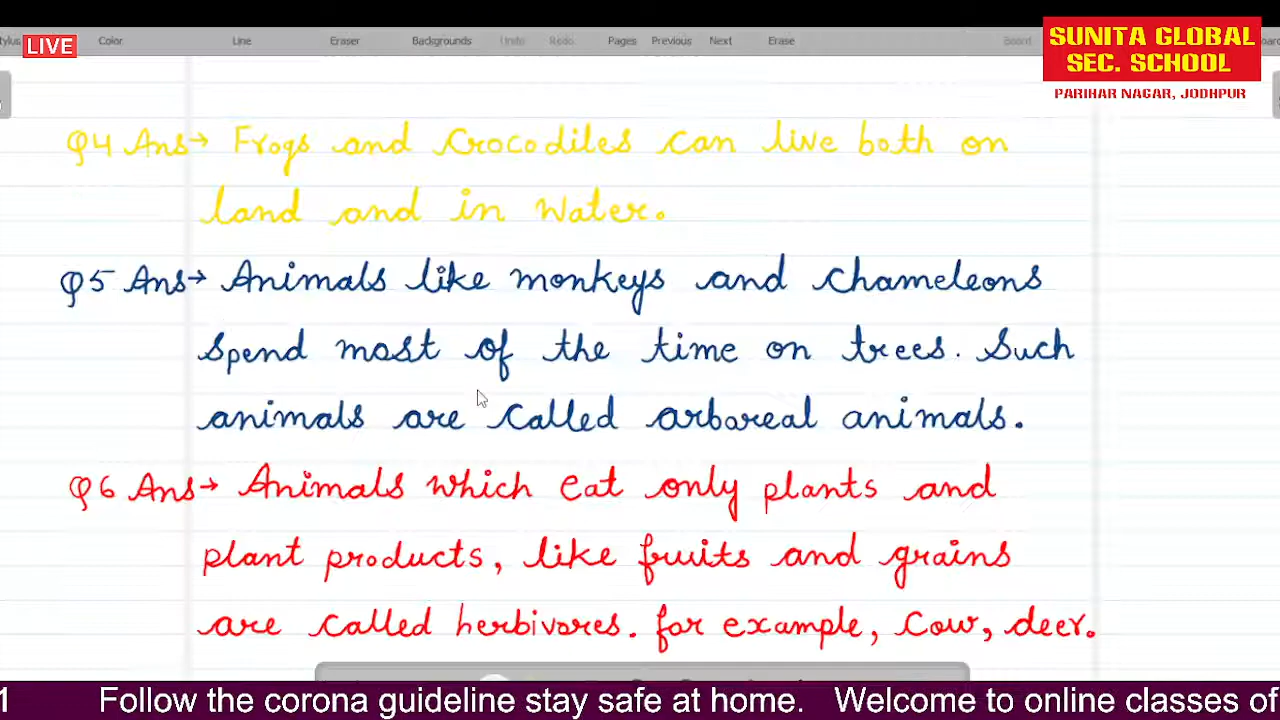 LIVE
Stylus Color Line Eraser Backgrounds Undo Redo Pages Previous Next Erase Board
SUNITA GLOBAL
SEC. SCHOOL
PARIHAR NAGAR, JODHPUR
Q4 Ans→ Frogs and crocodiles can live both on
land and in water.
Q5 Ans→ Animals like monkeys and chameleons
spend most of the time on trees. Such
animals are called arboreal animals.
Q6 Ans→ Animals which eat only plants and
plant products, like fruits and grains
are called herbivores. for example, cow, deer.
1 Follow the corona guideline stay safe at home. Welcome to online classes of